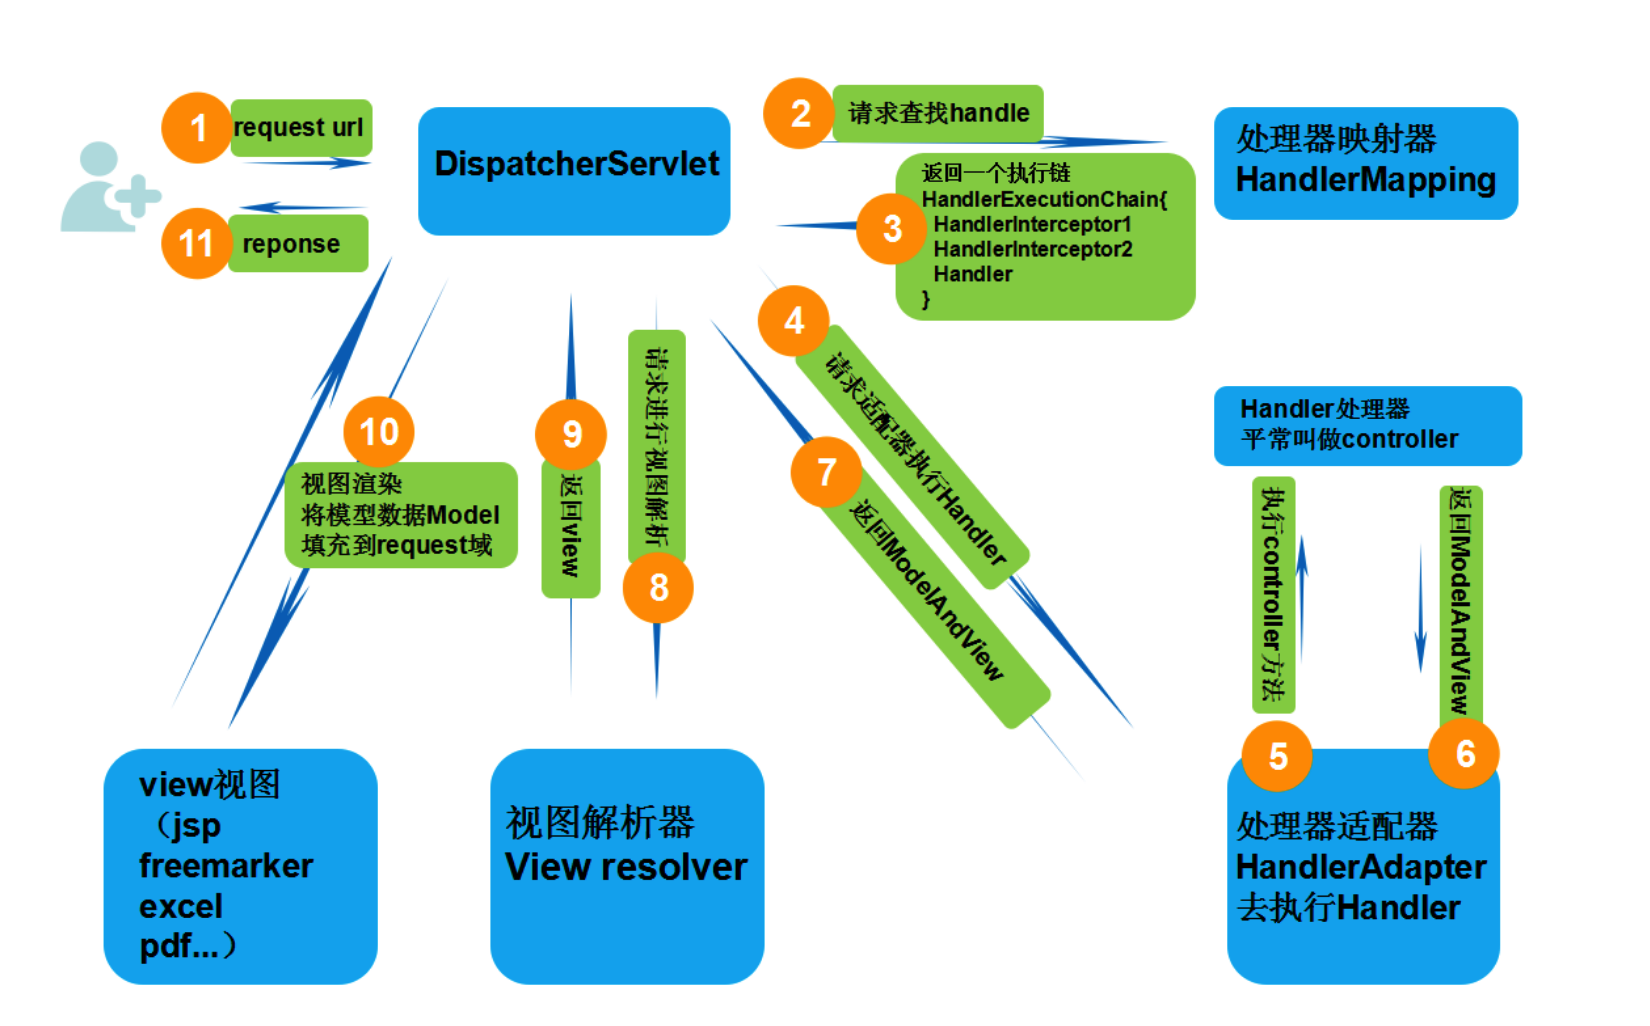 1
request url
DispatcherServlet
2
请求查找handle
处理器映射器
HandlerMapping
返回一个执行链
HandlerExecutionChain{
HandlerInterceptor1
HandlerInterceptor2
Handler
}
3
11
reponse
4
请求适配器执行Handler
7
返回ModelAndView
Handler处理器
平常叫做controller
执行controller方法
5
返回ModelAndView
6
请求进行视图解析
8
9
返回view
10
视图渲染
将模型数据Model
填充到request域
view视图
（jsp
freemarker
excel
pdf...）
视图解析器
View resolver
处理器适配器
HandlerAdapter
去执行Handler